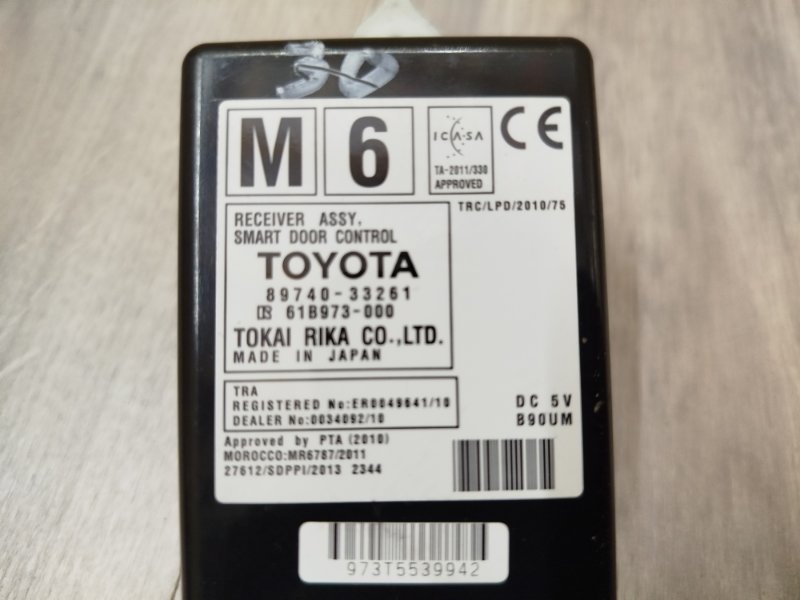 30
M 6
ICASA
TA-2011/330
APPROVED
CE
TRC/LPD/2010/75
RECEIVER ASSY,
SMART DOOR CONTROL
TOYOTA
89740-33261
61B973-000
TOKAI RIKA CO.,LTD.
MADE IN JAPAN
TRA
REGISTERED No:ER0049641/10
DEALER No:0034092/10
DC 5V
B90UM
Approved by PTA (2010)
MOROCCO:MR6787/2011
27612/SDPPI/2013 2344
973T5539942